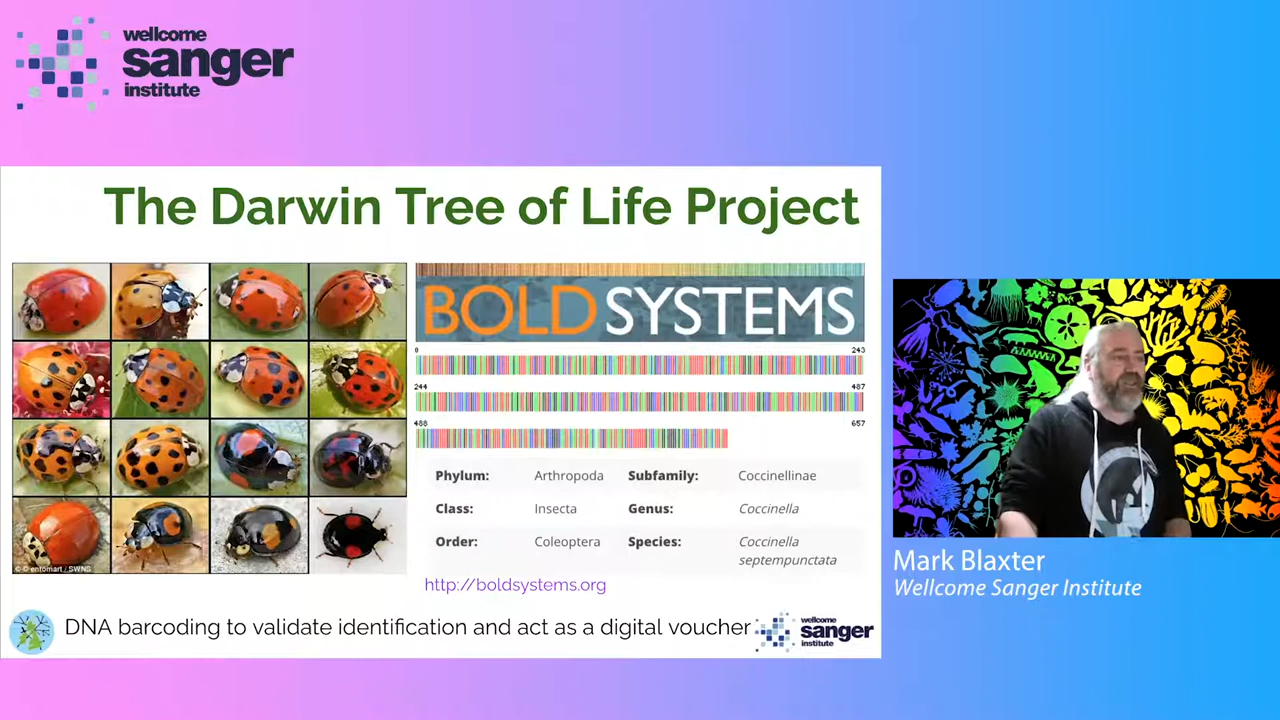 wellcome
sanger
institute
The Darwin Tree of Life Project
BOLD SYSTEMS
0 243
244 487
488 657
Phylum: Arthropoda Subfamily: Coccinellinae
Class: Insecta Genus: Coccinella
Order: Coleoptera Species: Coccinella
septempunctata
© entomart / SWNS
http://boldsystems.org
DNA barcoding to validate identification and act as a digital voucher
wellcome
sanger
institute
Mark Blaxter
Wellcome Sanger Institute